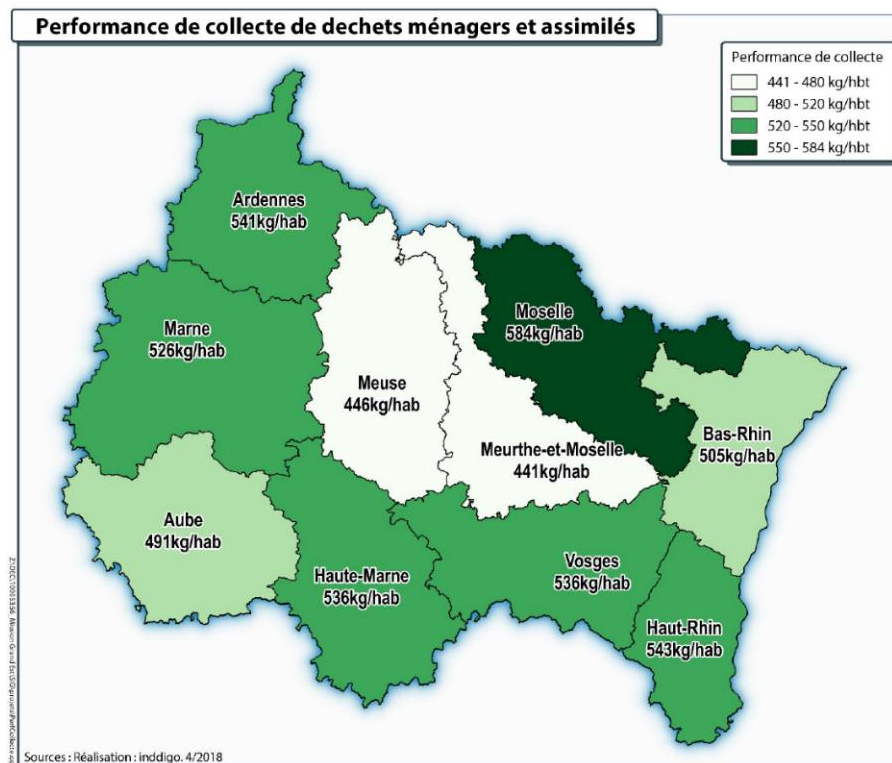 Performance de collecte de dechets ménagers et assimilés
Performance de collecte
441 - 480 kg/hbt
480 - 520 kg/hbt
520 - 550 kg/hbt
550 - 584 kg/hbt
Ardennes
541kg/hab
Marne
526kg/hab
Meuse
446kg/hab
Moselle
584kg/hab
Meurthe-et-Moselle
441kg/hab
Bas-Rhin
505kg/hab
Aube
491kg/hab
Haute-Marne
536kg/hab
Vosges
536kg/hab
Haut-Rhin
543kg/hab
Sources : Réalisation : inddigo. 4/2018